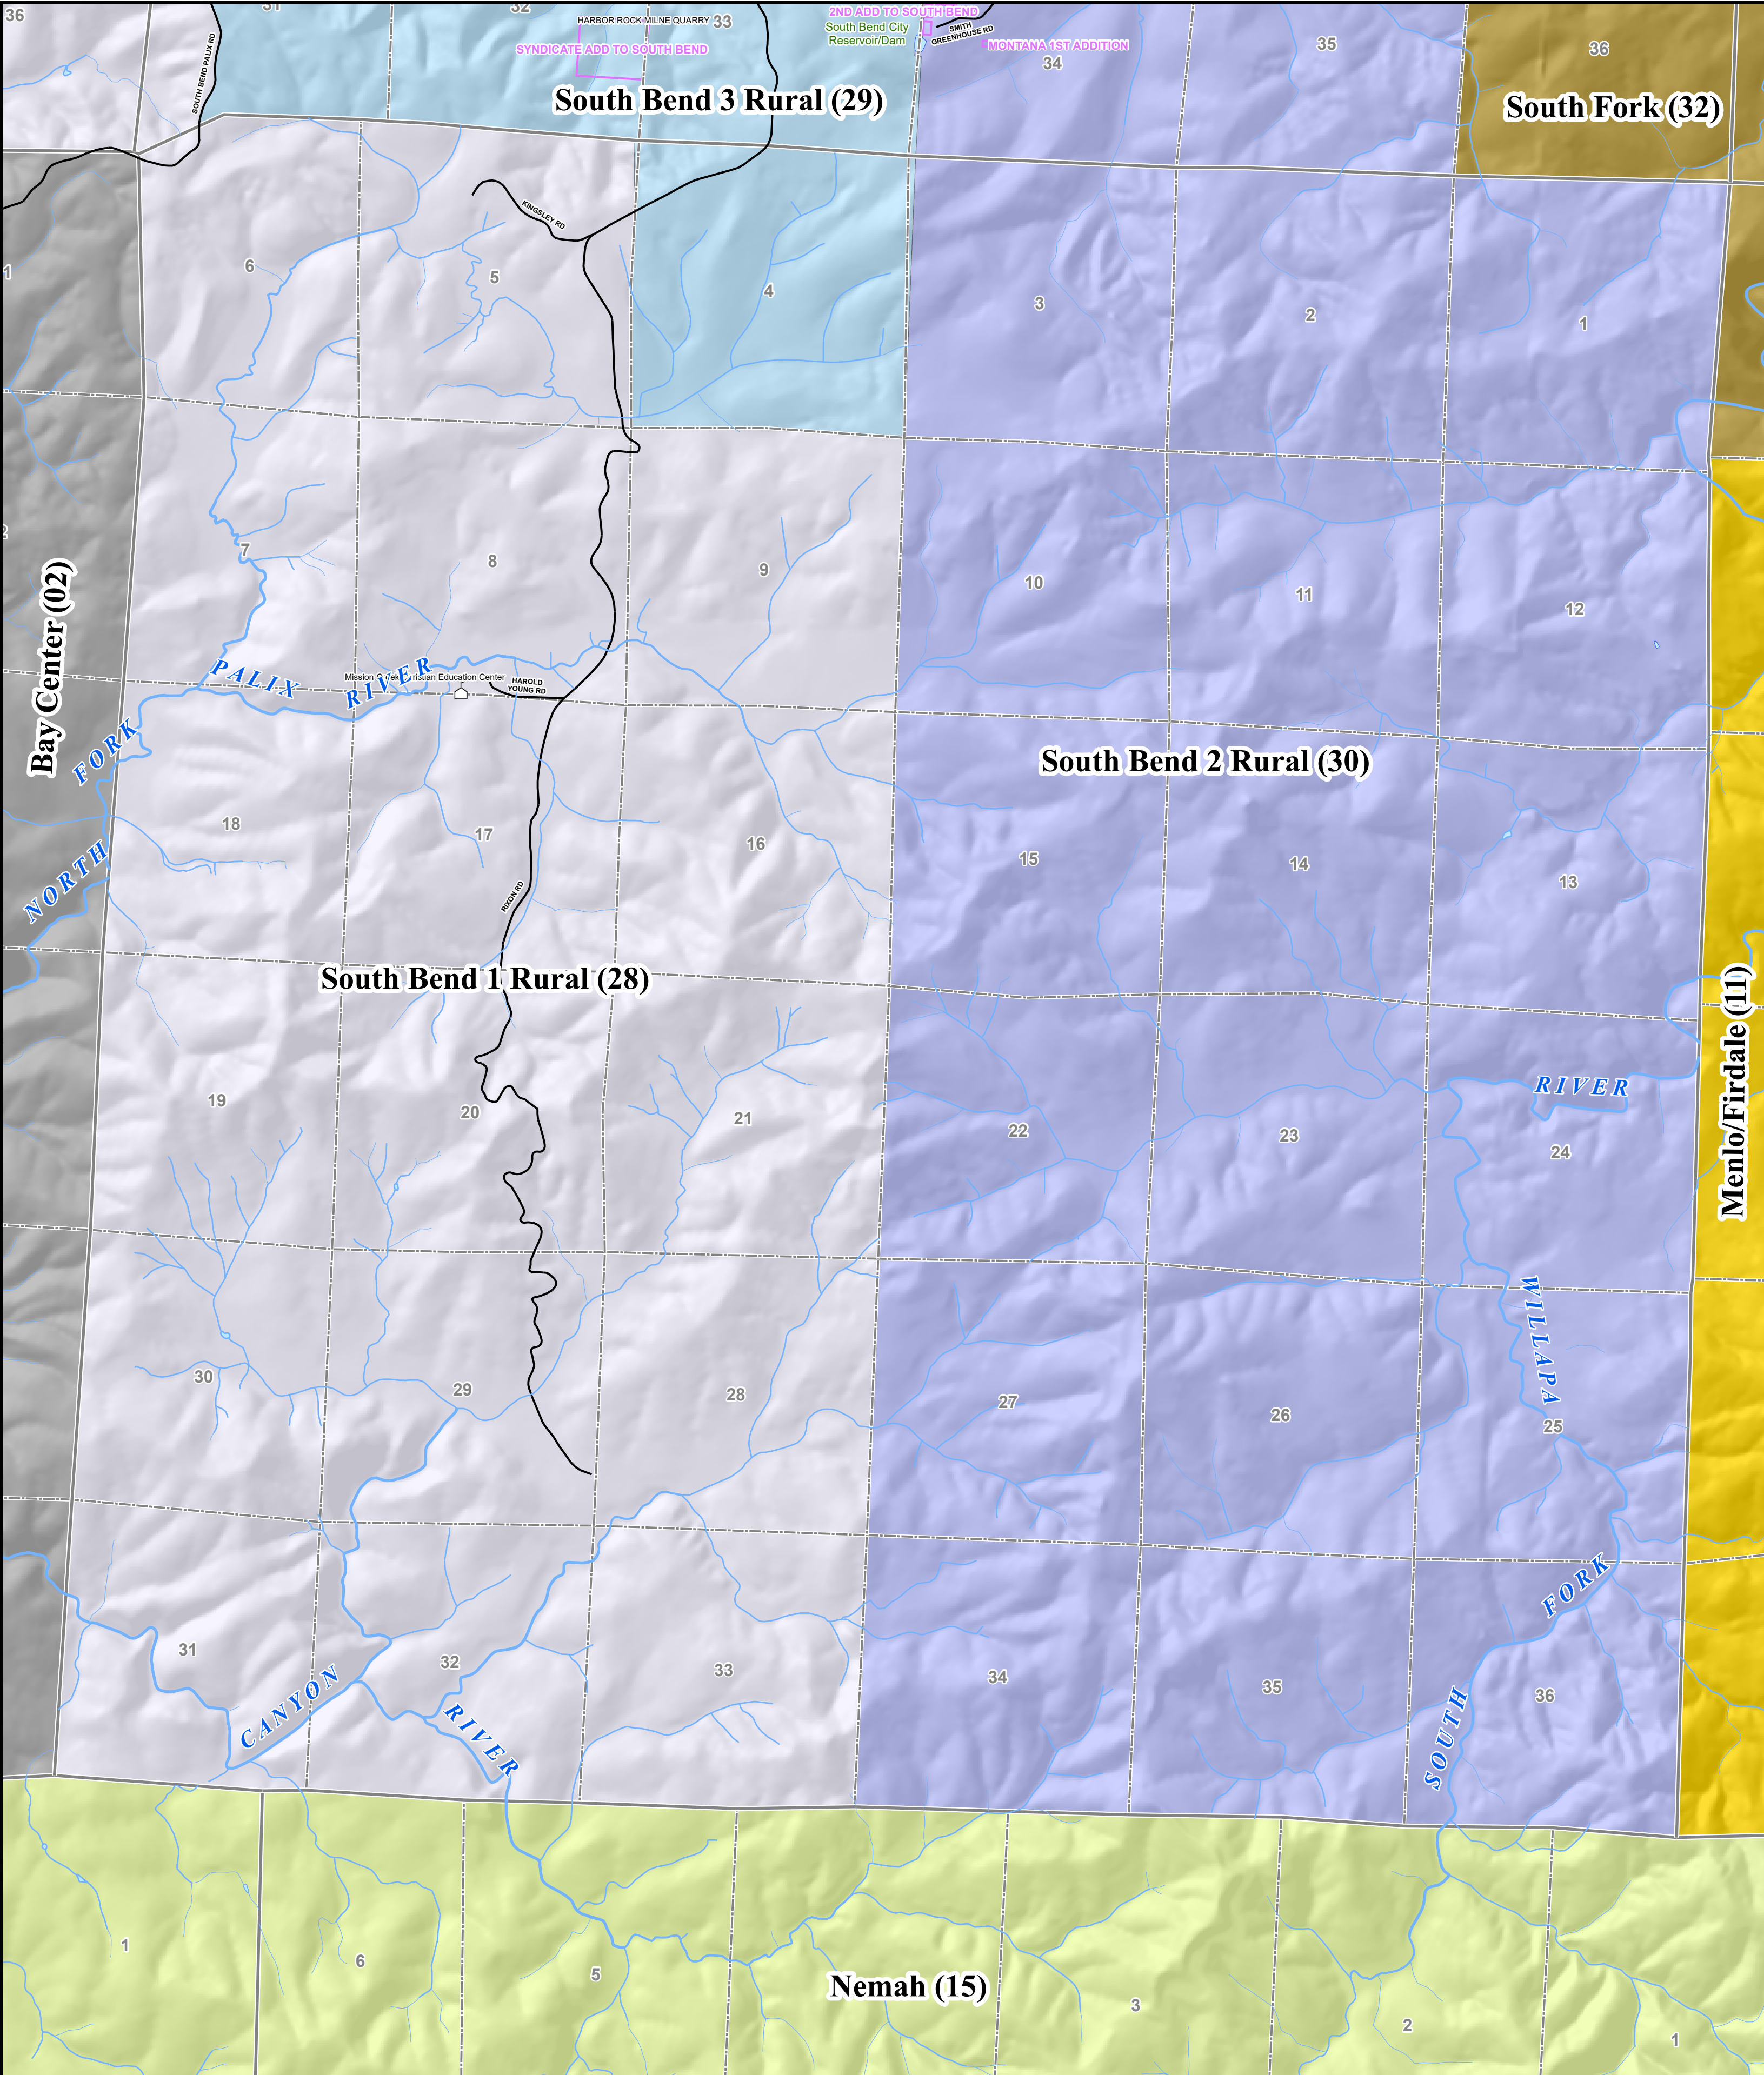 36
31
32
HARBOR ROCK MILNE QUARRY
33
2ND ADD TO SOUTH BEND
South Bend City
Reservoir/Dam
SMITH
GREENHOUSE RD
SYNDICATE ADD TO SOUTH BEND
MONTANA 1ST ADDITION
34
35
36
SOUTH BEND PALIX RD
South Bend 3 Rural (29)
South Fork (32)
KINGSLEY RD
1
6
5
4
3
2
1
2
7
8
9
10
11
12
Bay Center (02)
PALIX
RIVER
Mission Creek Christian Education Center
HAROLD
YOUNG RD
FORK
NORTH
South Bend 2 Rural (30)
18
17
16
15
14
13
RIXON RD
South Bend 1 Rural (28)
Menlo/Firdale (11)
19
20
21
22
23
24
RIVER
WILLAPA
30
29
28
27
26
25
FORK
31
32
33
34
35
36
CANYON
RIVER
SOUTH
1
6
5
Nemah (15)
3
2
1